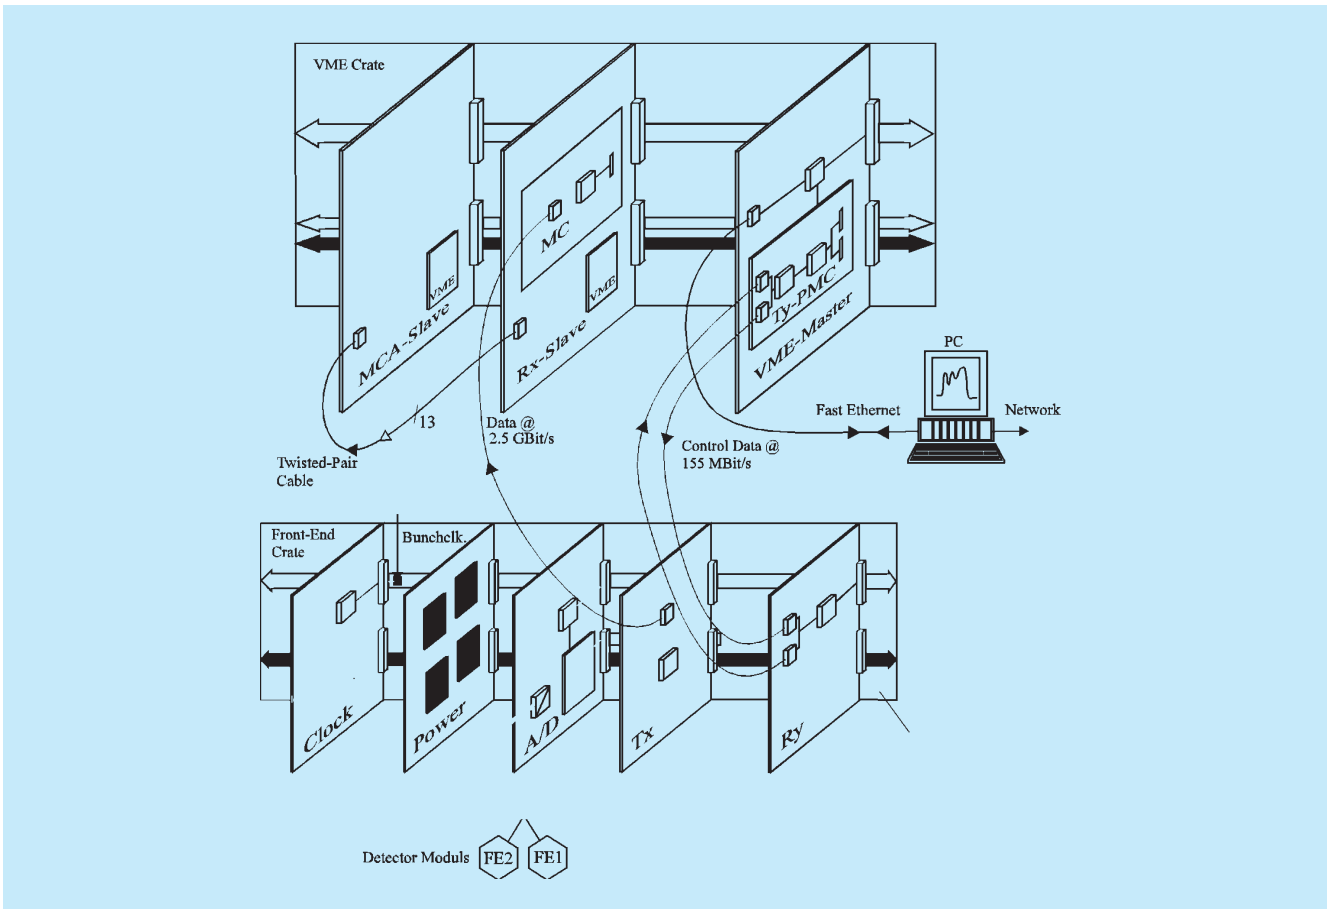 VME Crate
MC
VME
VME
MCA-Slave
Rx-Slave
Ty-PMC
VME-Master
PC
13
Data @
2.5 GBit/s
Fast Ethernet
Network
Control Data @
155 MBit/s
Twisted-Pair
Cable
Front-End
Crate
Bunchclk.
Clock
Power
A/D
Tx
Ry
Detector Moduls
FE2
FE1